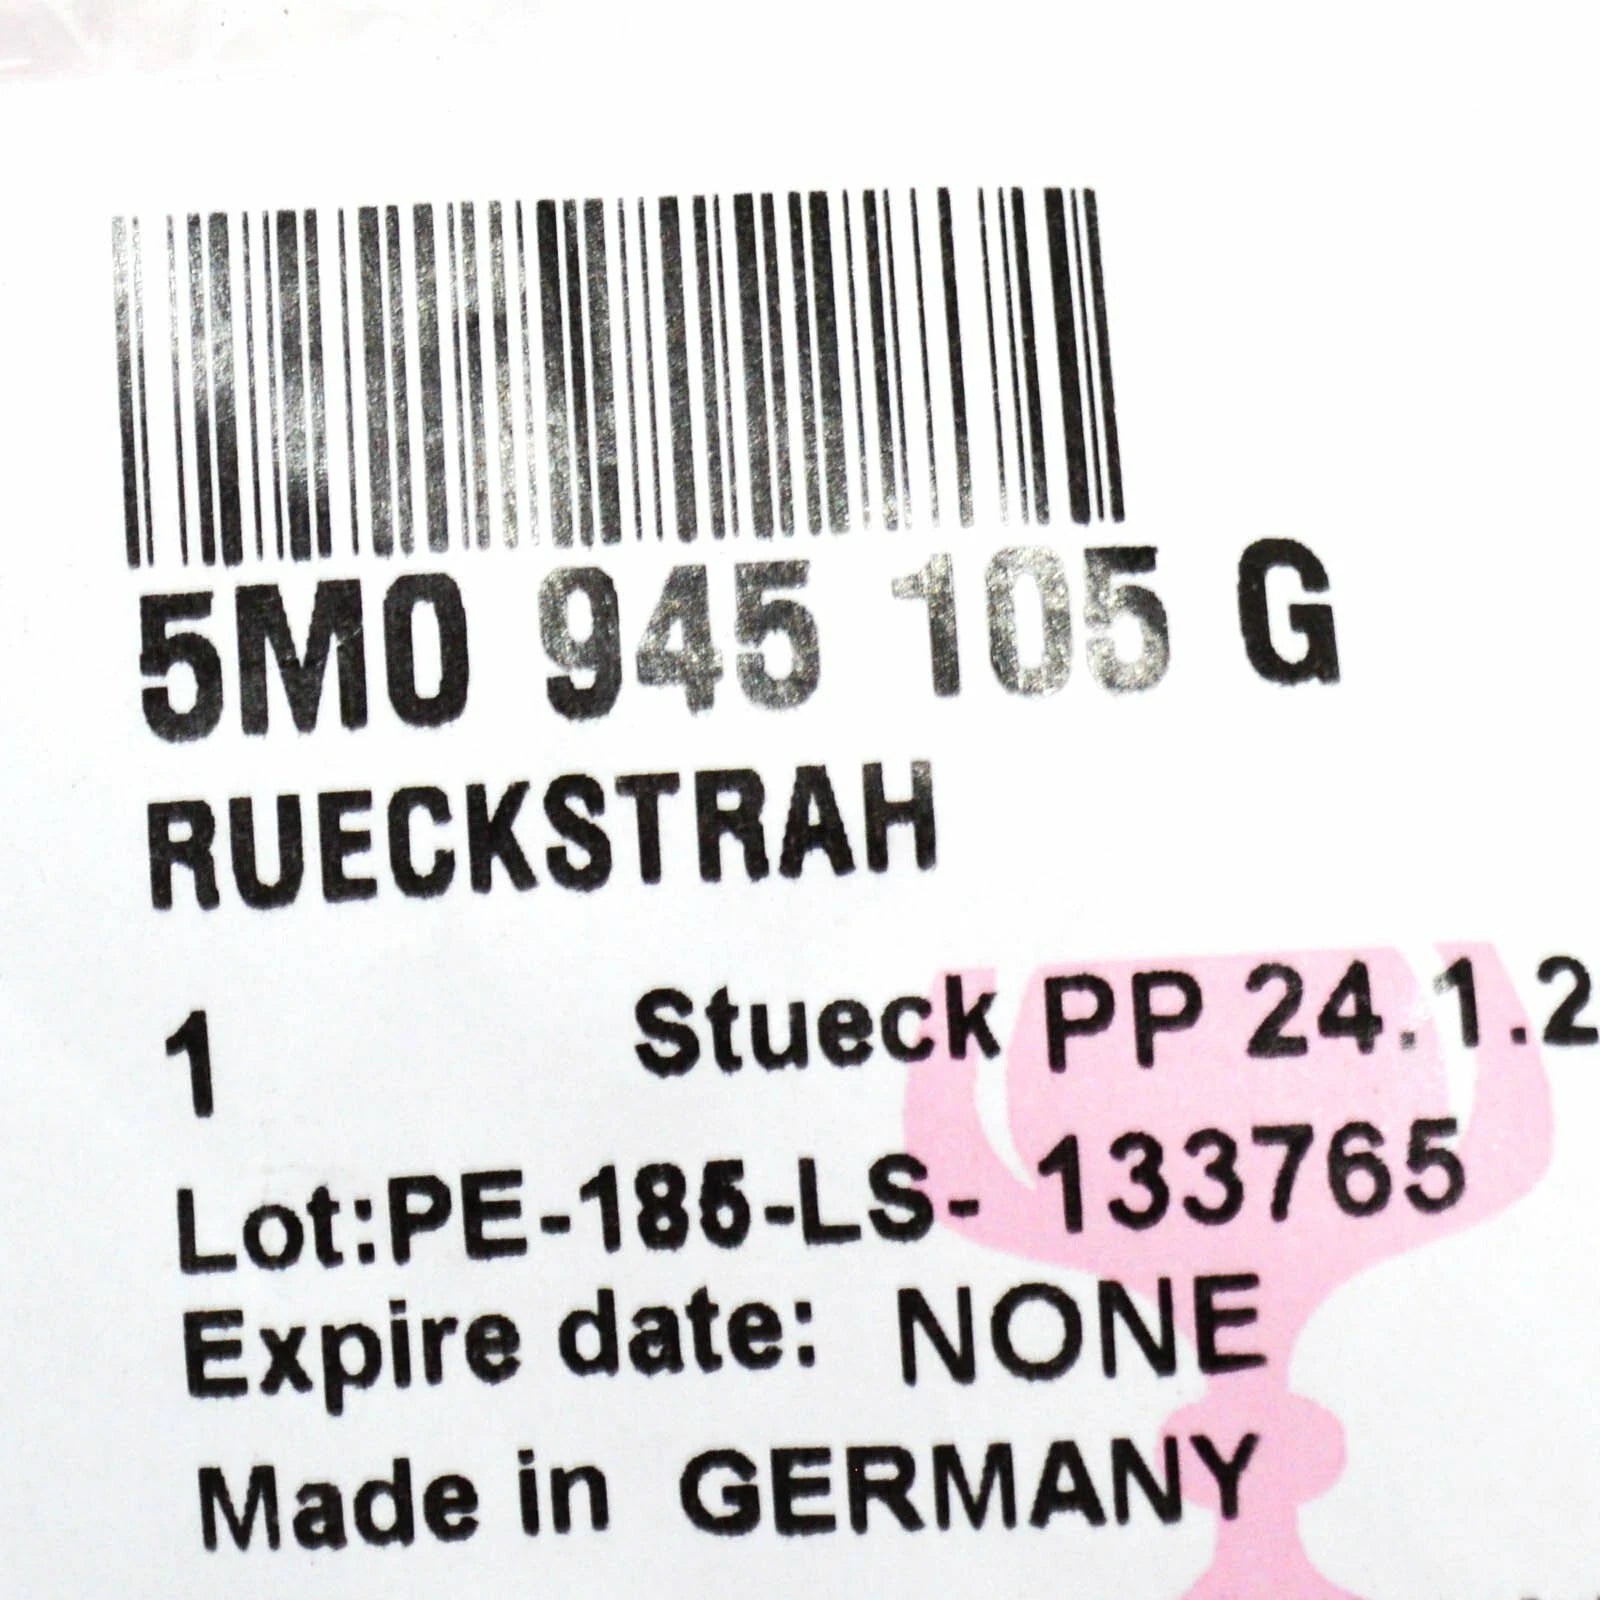 5M0 945 105 G
RUECKSTRAH
1 Stueck PP 24.1.2
Lot:PE-185-LS- 133765
Expire date: NONE
Made in GERMANY